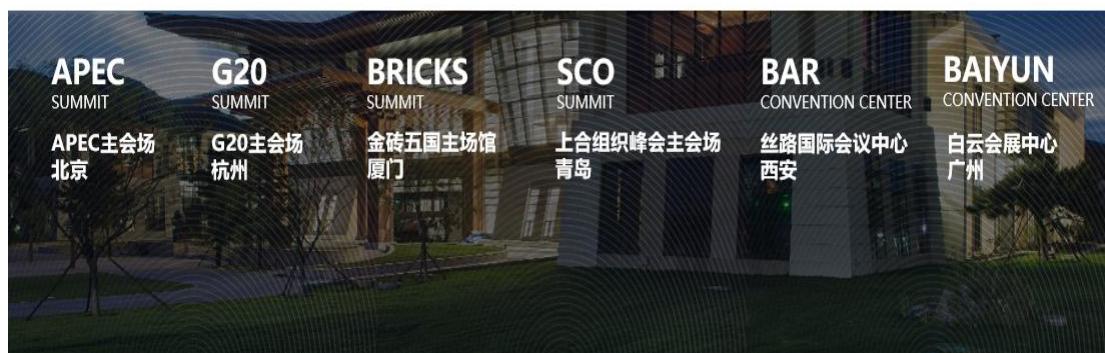 APEC
SUMMIT
APEC主会场
北京
G20
SUMMIT
G20主会场
杭州
BRICKS
SUMMIT
金砖五国主场馆
厦门
SCO
SUMMIT
上合组织峰会主会场
青岛
BAR
CONVENTION CENTER
丝路国际会议中心
西安
BAIYUN
CONVENTION CENTER
白云会展中心
广州